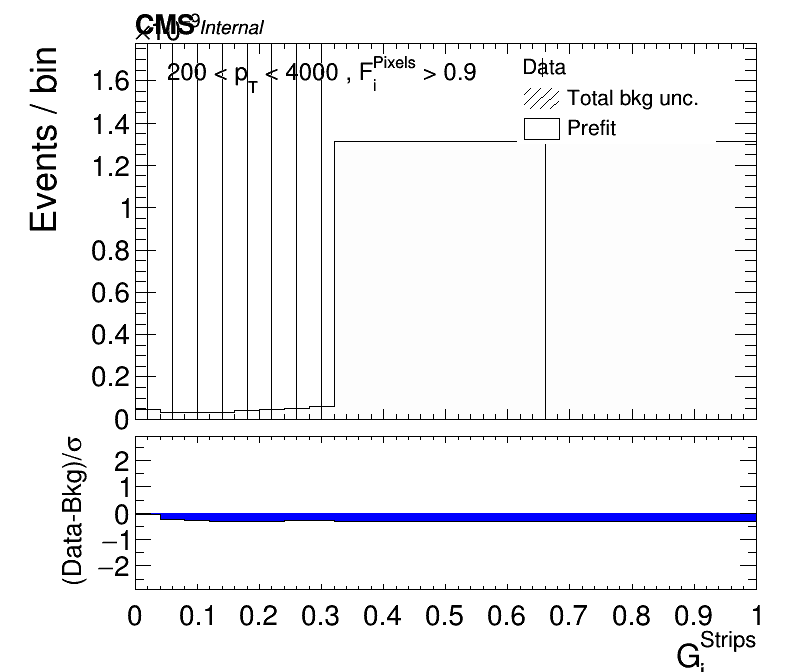 CMS Internal
×10⁻⁹
200 < p_T < 4000 , F_i^Pixels > 0.9
Data
Total bkg unc.
Prefit
Events / bin
1.6
1.4
1.2
1
0.8
0.6
0.4
0.2
0
(Data-Bkg)/σ
2
1
0
−1
−2
0 0.1 0.2 0.3 0.4 0.5 0.6 0.7 0.8 0.9 1
G_i^Strips